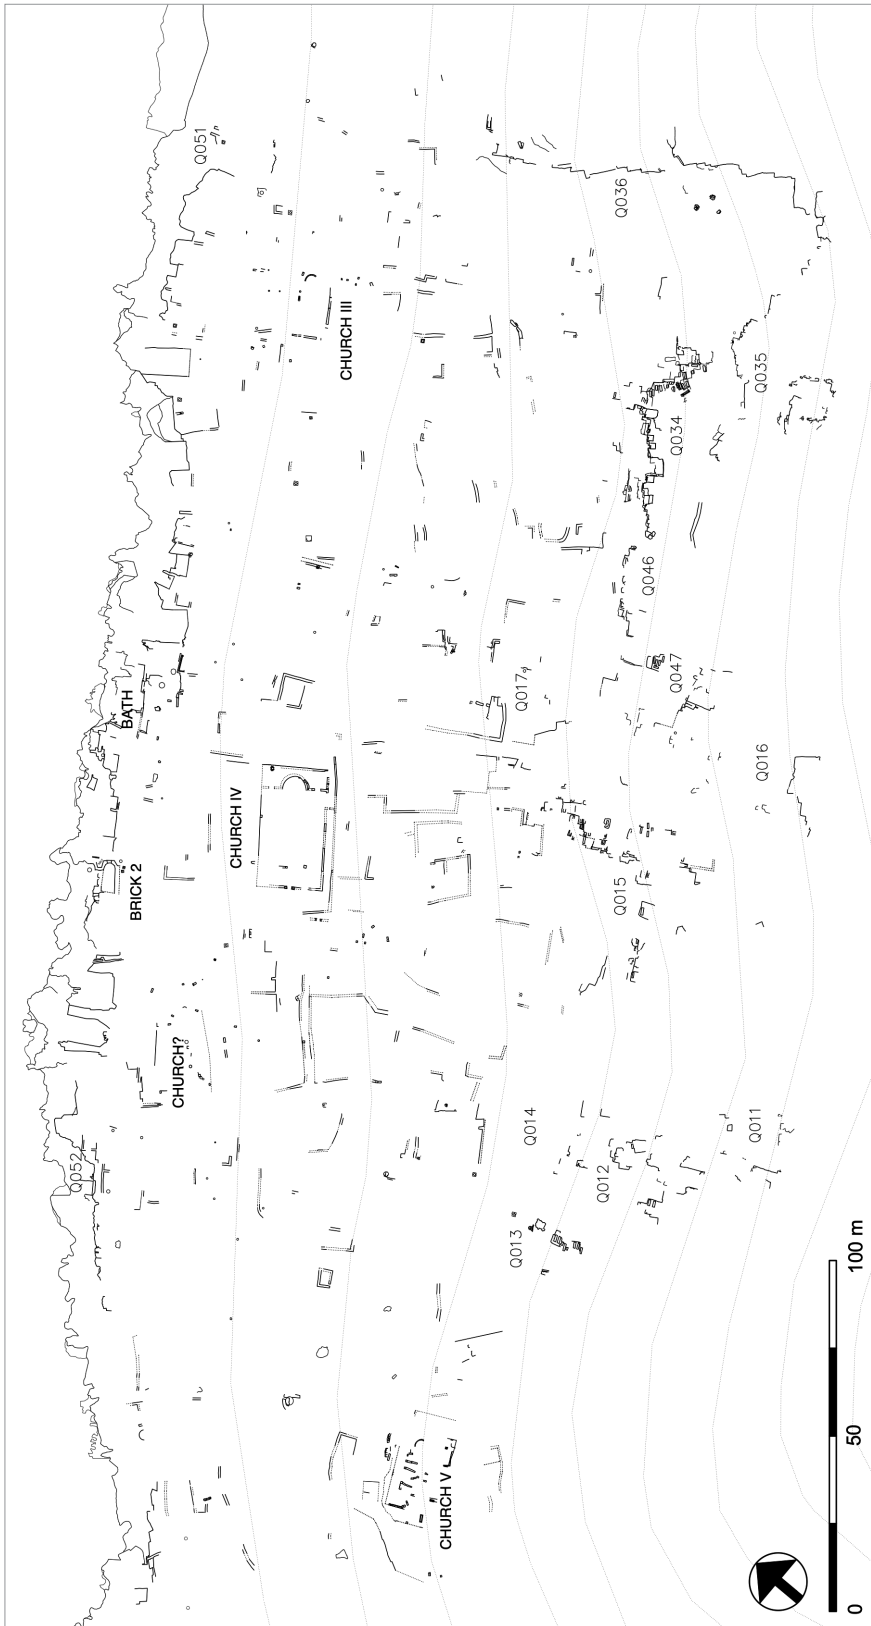 Q051
CHURCH III
Q036
Q035
Q034
Q046
Q047
Q017
BATH
Q016
CHURCH IV
BRICK 2
Q015
CHURCH?
Q014
Q011
Q052
Q012
Q013
CHURCH V
0
50
100 m